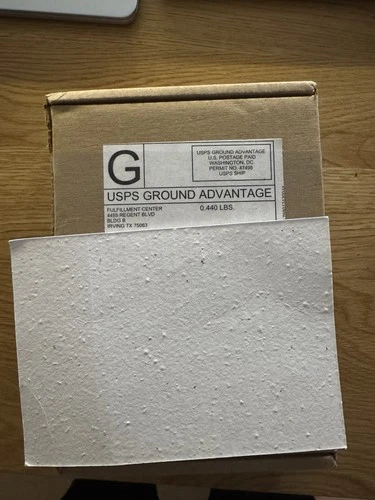 G
USPS GROUND ADVANTAGE
U.S. POSTAGE PAID
WASHINGTON, DC
PERMIT NO. 47499
USPS SHIP
USPS GROUND ADVANTAGE
FULFILLMENT CENTER 0.440 LBS.
4455 REGENT BLVD
BLDG B
IRVING TX 75063